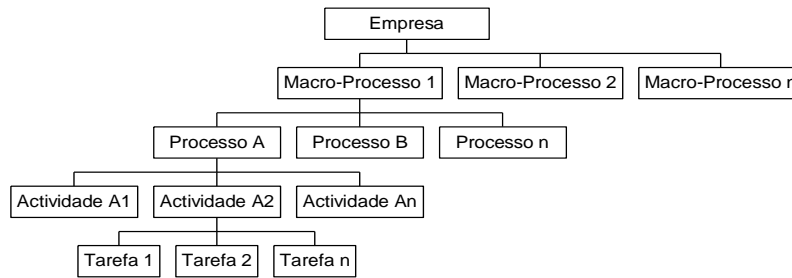 Empresa
Macro-Processo 1
Macro-Processo 2
Macro-Processo n
Processo A
Processo B
Processo n
Actividade A1
Actividade A2
Actividade An
Tarefa 1
Tarefa 2
Tarefa n